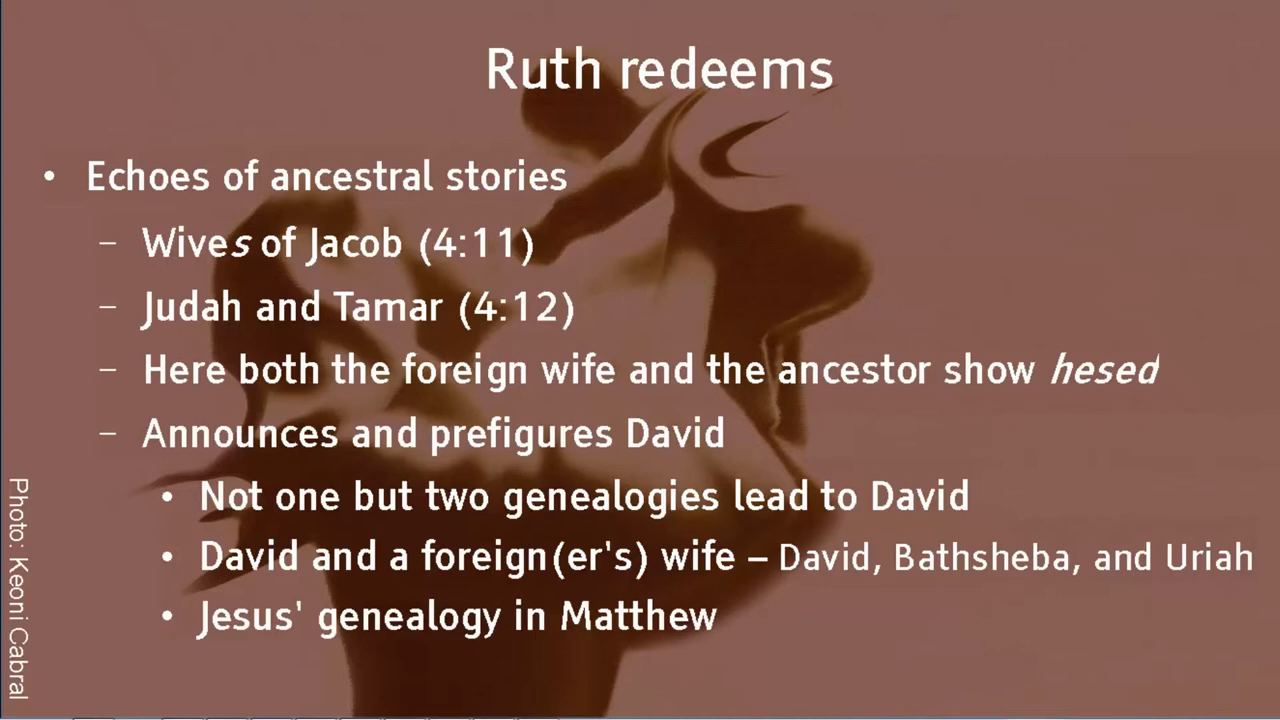 Ruth redeems
• Echoes of ancestral stories
– Wives of Jacob (4:11)
– Judah and Tamar (4:12)
– Here both the foreign wife and the ancestor show hesed
– Announces and prefigures David
• Not one but two genealogies lead to David
• David and a foreign(er's) wife – David, Bathsheba, and Uriah
• Jesus' genealogy in Matthew
Photo: Keoni Cabral